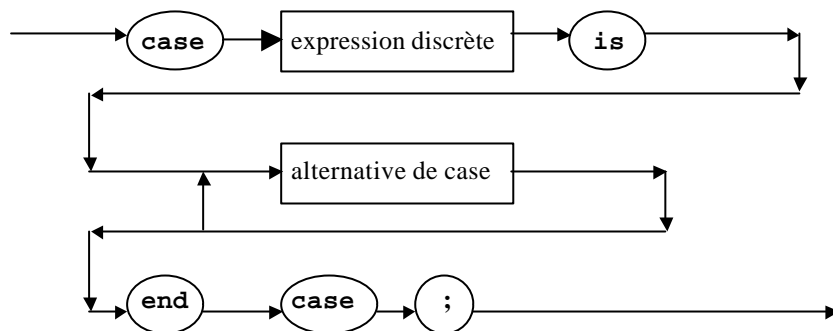 case expression discrète is
alternative de case
end case ;